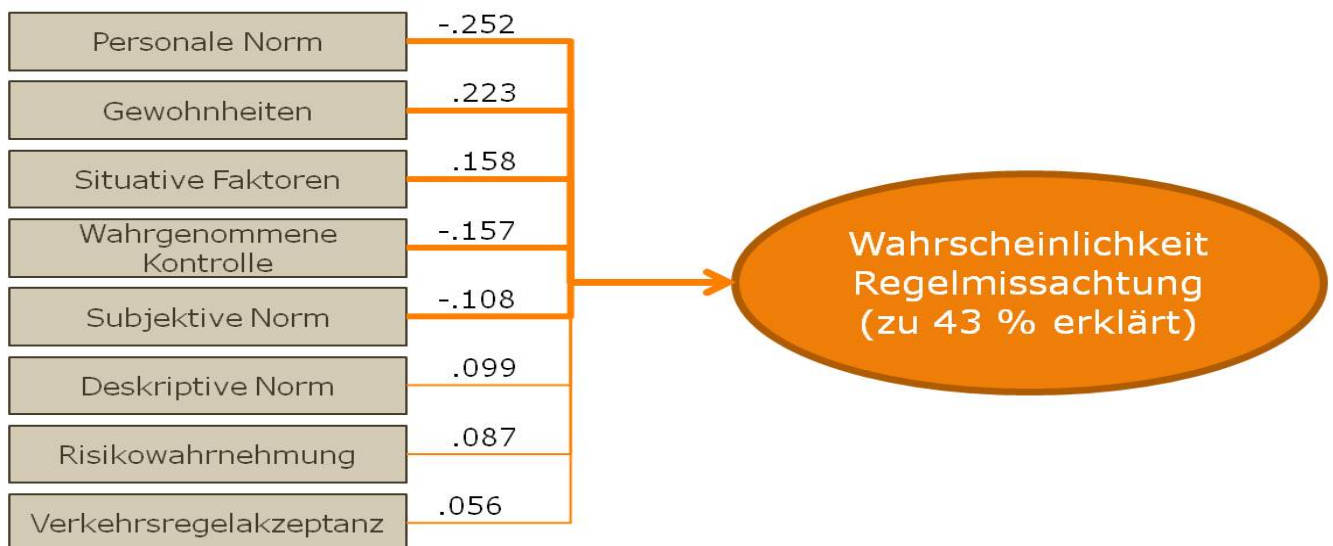 Personale Norm
-.252
Gewohnheiten
.223
Situative Faktoren
.158
Wahrgenommene
Kontrolle
-.157
Subjektive Norm
-.108
Deskriptive Norm
.099
Risikowahrnehmung
.087
Verkehrsregelakzeptanz
.056
Wahrscheinlichkeit
Regelmissachtung
(zu 43 % erklärt)